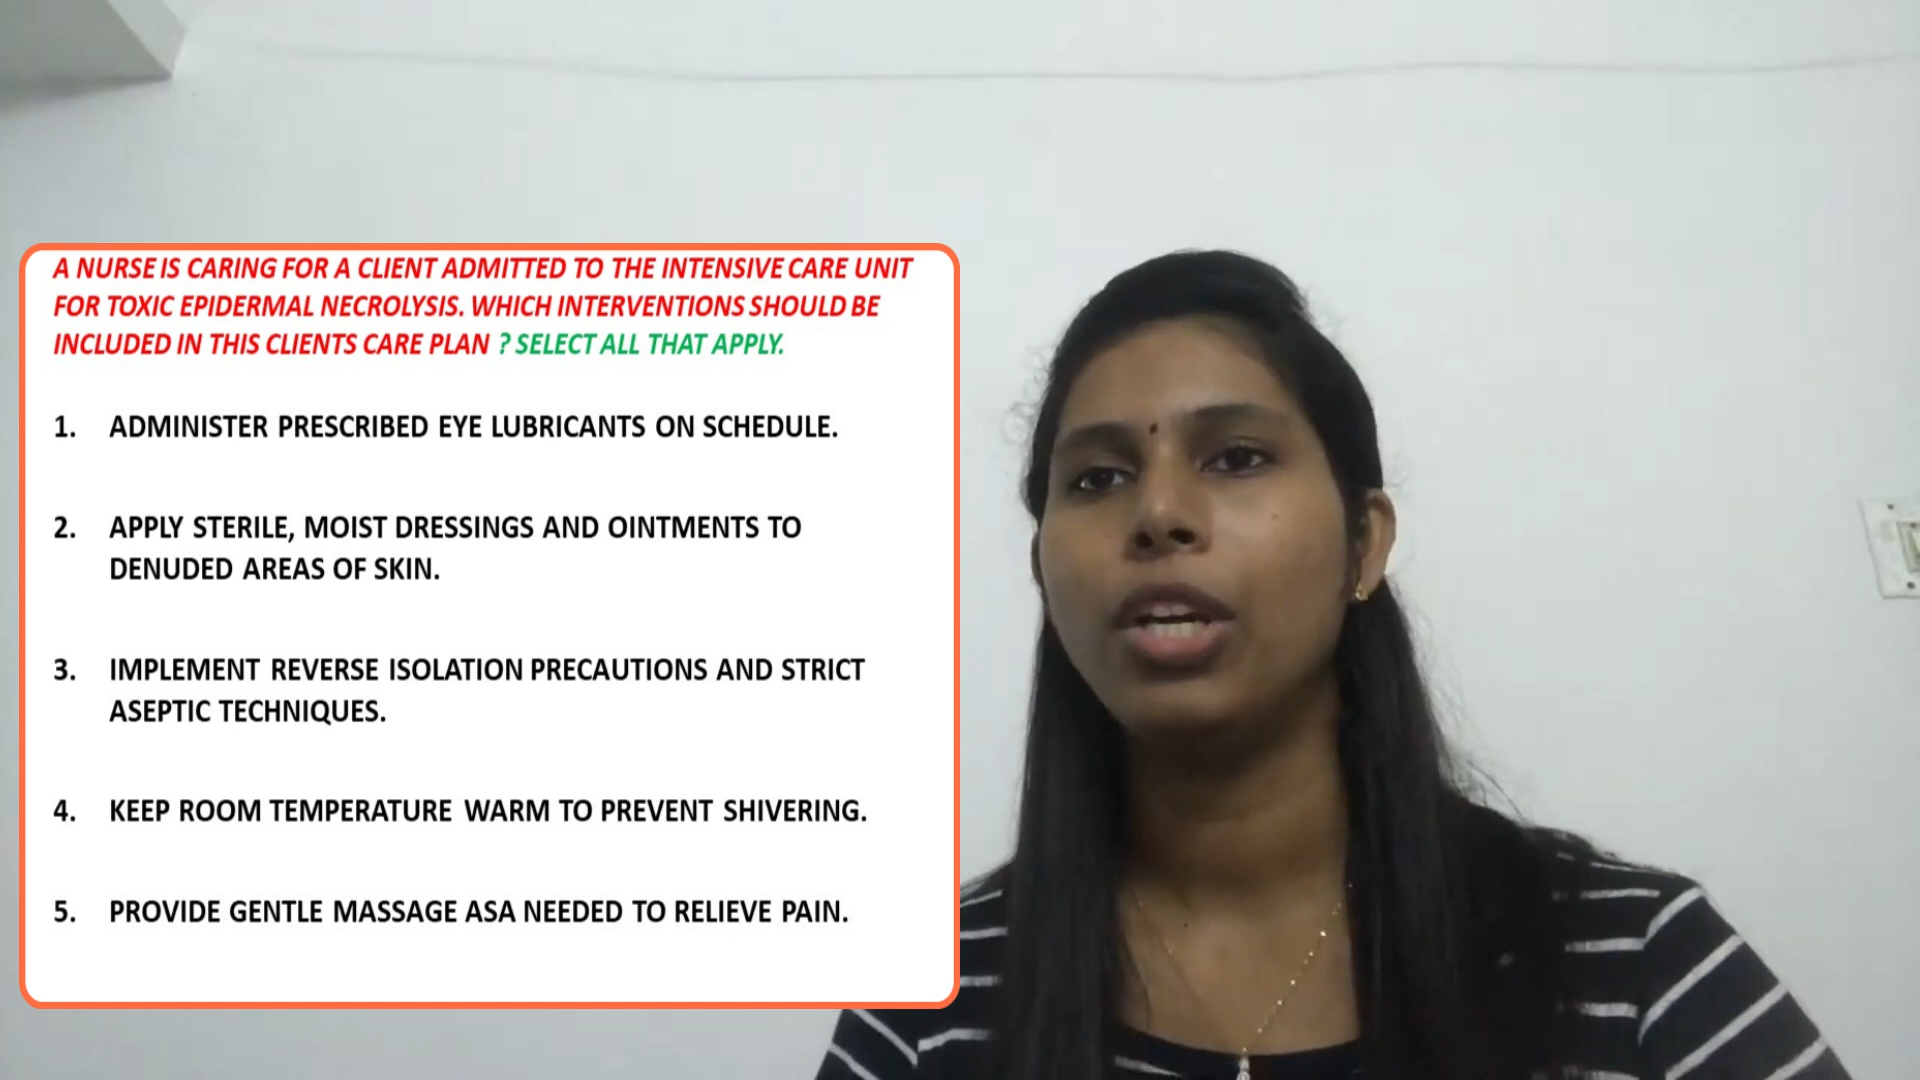 A NURSE IS CARING FOR A CLIENT ADMITTED TO THE INTENSIVE CARE UNIT
FOR TOXIC EPIDERMAL NECROLYSIS. WHICH INTERVENTIONS SHOULD BE
INCLUDED IN THIS CLIENTS CARE PLAN ? SELECT ALL THAT APPLY.
1. ADMINISTER PRESCRIBED EYE LUBRICANTS ON SCHEDULE.
2. APPLY STERILE, MOIST DRESSINGS AND OINTMENTS TO
DENUDED AREAS OF SKIN.
3. IMPLEMENT REVERSE ISOLATION PRECAUTIONS AND STRICT
ASEPTIC TECHNIQUES.
4. KEEP ROOM TEMPERATURE WARM TO PREVENT SHIVERING.
5. PROVIDE GENTLE MASSAGE ASA NEEDED TO RELIEVE PAIN.